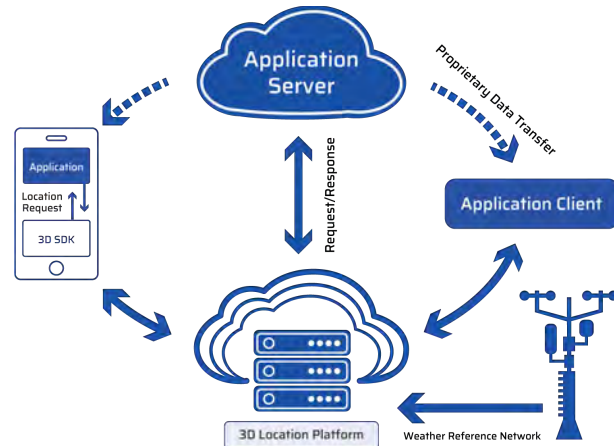 Application
Server
Proprietary Data Transfer
Application
Location
Request
3D SDK
Request/Response
Application Client
3D Location Platform
Weather Reference Network